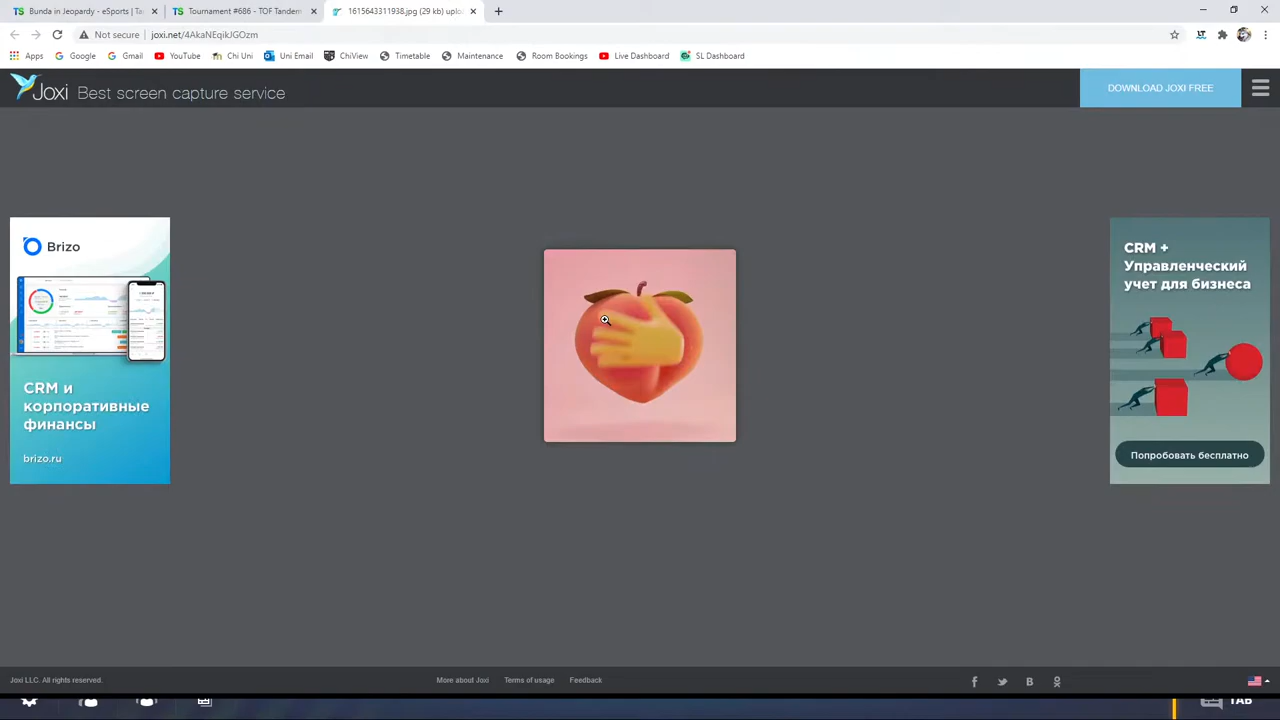 Bunda in Jeopardy - eSports | Ta
Tournament #686 - TOF Tandem
1615643311938.jpg (29 kb) uplo
Not secure | joxi.net/4AkaNEqikJGOzm
Apps Google Gmail YouTube Chi Uni Uni Email ChiView Timetable Maintenance Room Bookings Live Dashboard SL Dashboard
Joxi Best screen capture service
DOWNLOAD JOXI FREE
Brizo
CRM и
корпоративные
финансы
brizo.ru
CRM +
Управленческий
учет для бизнеса
Попробовать бесплатно
Joxi LLC. All rights reserved.
More about Joxi Terms of usage Feedback
TAB